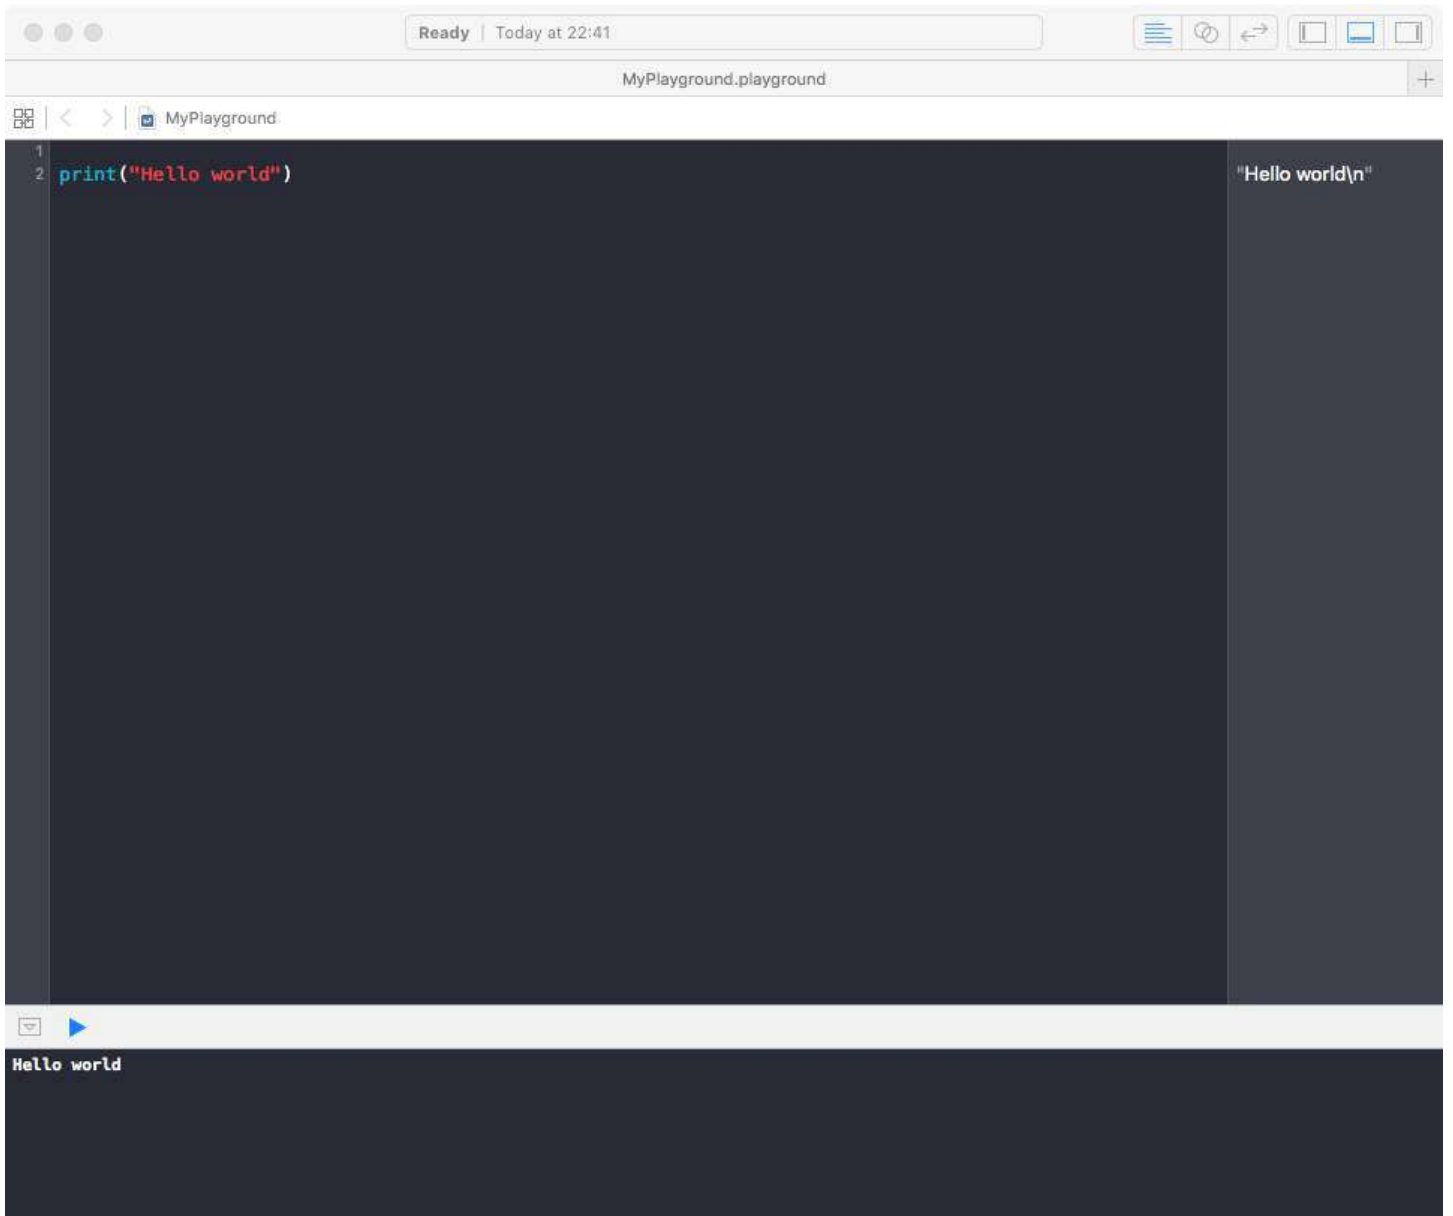 Ready | Today at 22:41
MyPlayground.playground
MyPlayground
1
2 print("Hello world")
"Hello world\n"
Hello world